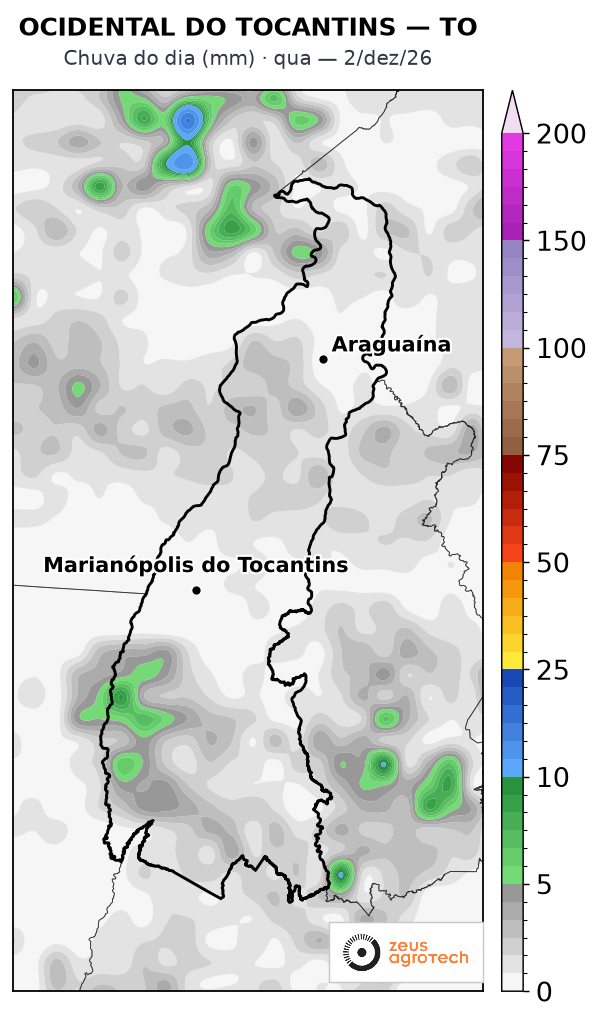 OCIDENTAL DO TOCANTINS — TO
Chuva do dia (mm) · qua — 2/dez/26
200
150
100
75
50
25
10
5
0
Araguaína
Marianópolis do Tocantins
zeus
agrotech